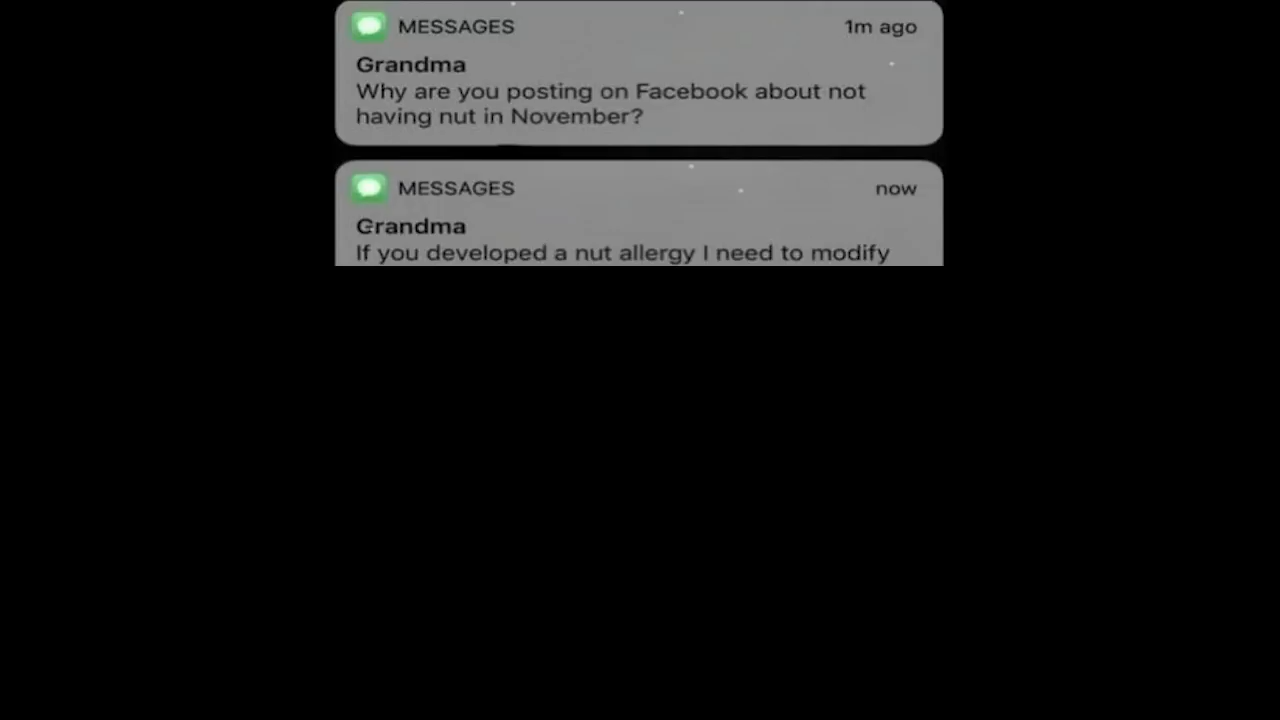 MESSAGES 1m ago
Grandma
Why are you posting on Facebook about not
having nut in November?
MESSAGES now
Grandma
If you developed a nut allergy I need to modify